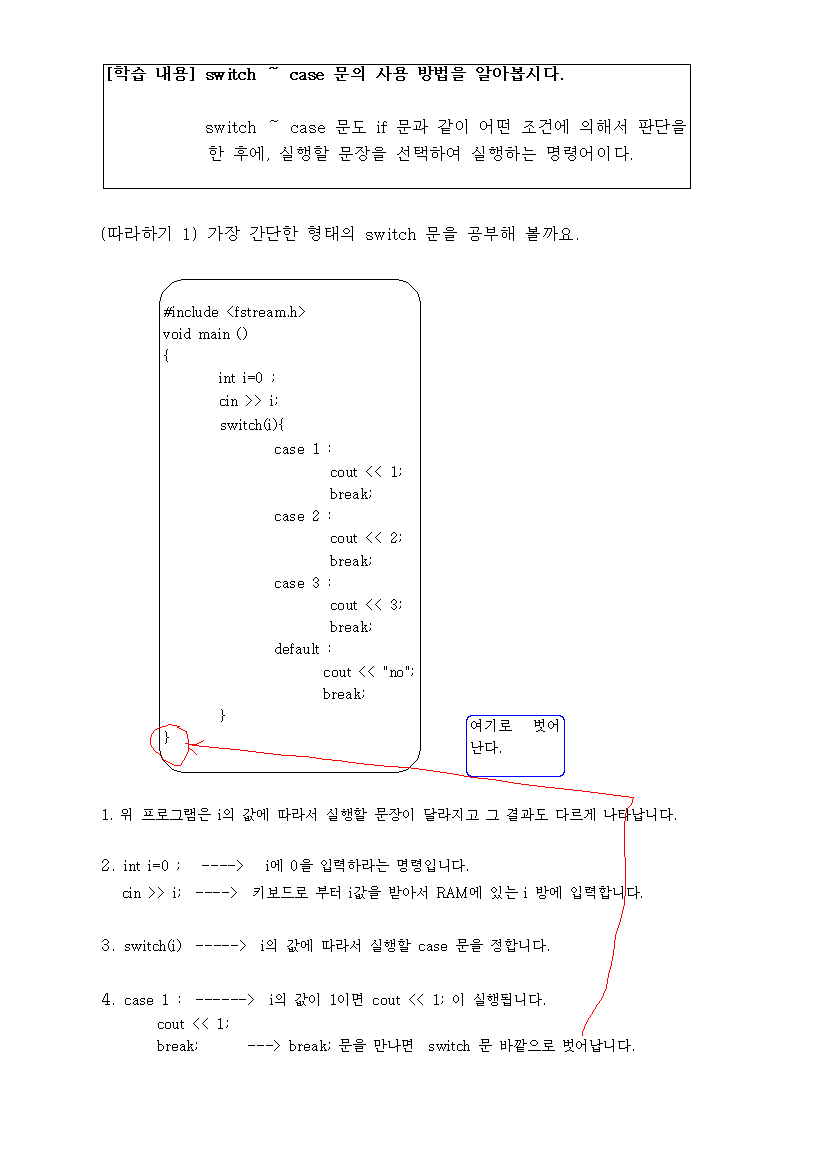 [학습 내용] switch ~ case 문의 사용 방법을 알아봅시다.
switch ~ case 문도 if 문과 같이 어떤 조건에 의해서 판단을
한 후에, 실행할 문장을 선택하여 실행하는 명령어이다.
(따라하기 1) 가장 간단한 형태의 switch 문을 공부해 볼까요.
#include <fstream.h>
void main ()
{
int i=0 ;
cin >> i;
switch(i){
case 1 :
cout << 1;
break;
case 2 :
cout << 2;
break;
case 3 :
cout << 3;
break;
default :
cout << "no";
break;
}
}
여기로 벗어
난다.
1. 위 프로그램은 i의 값에 따라서 실행할 문장이 달라지고 그 결과도 다르게 나타납니다.
2. int i=0 ; ----> i에 0을 입력하라는 명령입니다.
cin >> i; ----> 키보드로 부터 i값을 받아서 RAM에 있는 i 방에 입력합니다.
3. switch(i) -----> i의 값에 따라서 실행할 case 문을 정합니다.
4. case 1 : ------> i의 값이 1이면 cout << 1; 이 실행됩니다.
cout << 1;
break; ---> break; 문을 만나면 switch 문 바깥으로 벗어납니다.